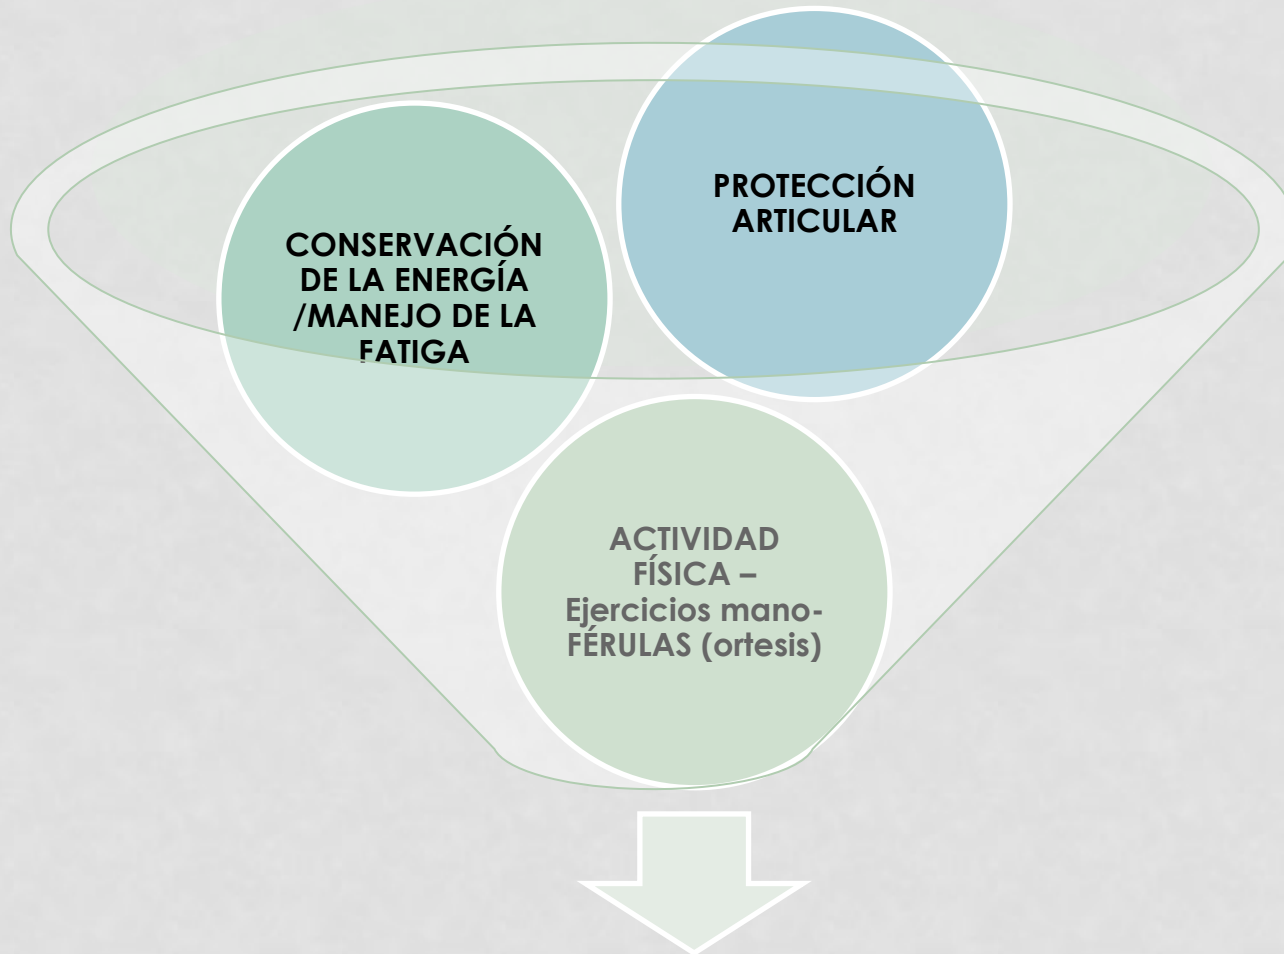 CONSERVACIÓN
DE LA ENERGÍA
/MANEJO DE LA
FATIGA
PROTECCIÓN
ARTICULAR
ACTIVIDAD
FÍSICA –
Ejercicios mano-
FÉRULAS (ortesis)